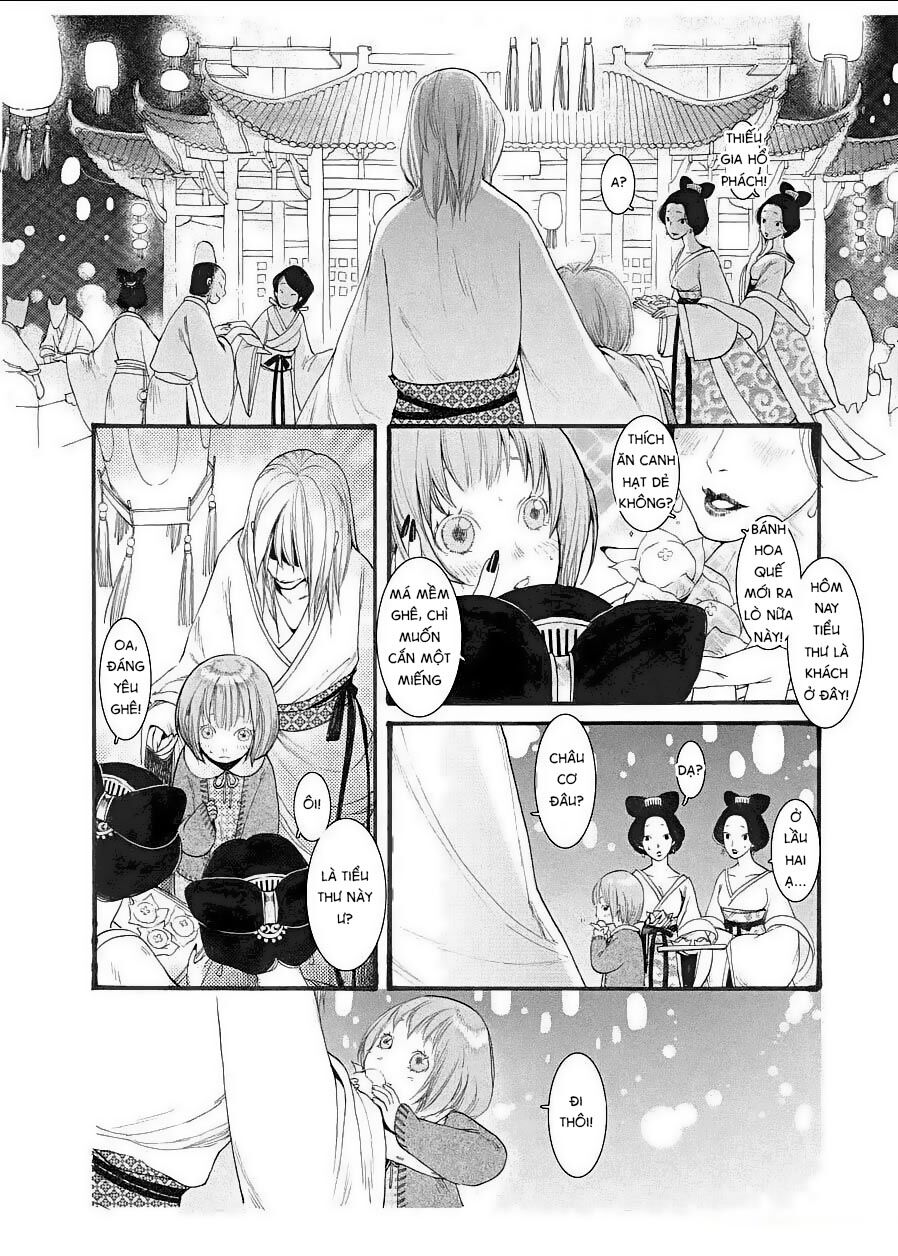 A?
THIẾU
GIA HỔ
PHÁCH!
OA,
ĐÁNG
YÊU
GHÊ!
ÔI!
LÀ TIỂU
THƯ NÀY
Ư?
THÍCH
ĂN CANH
HẠT DẺ
KHÔNG?
MÁ MỀM
GHÊ, CHỈ
MUỐN
CẮN MỘT
MIẾNG
BÁNH
HOA
QUẾ
MỚI RA
LÒ NỮA
NÀY!
HÔM
NAY
TIỂU
THƯ LÀ
KHÁCH
Ở ĐÂY!
CHÂU
CƠ
ĐÂU?
DẠ?
Ở
LẦU
HAI
Ạ...
ĐI
THÔI!